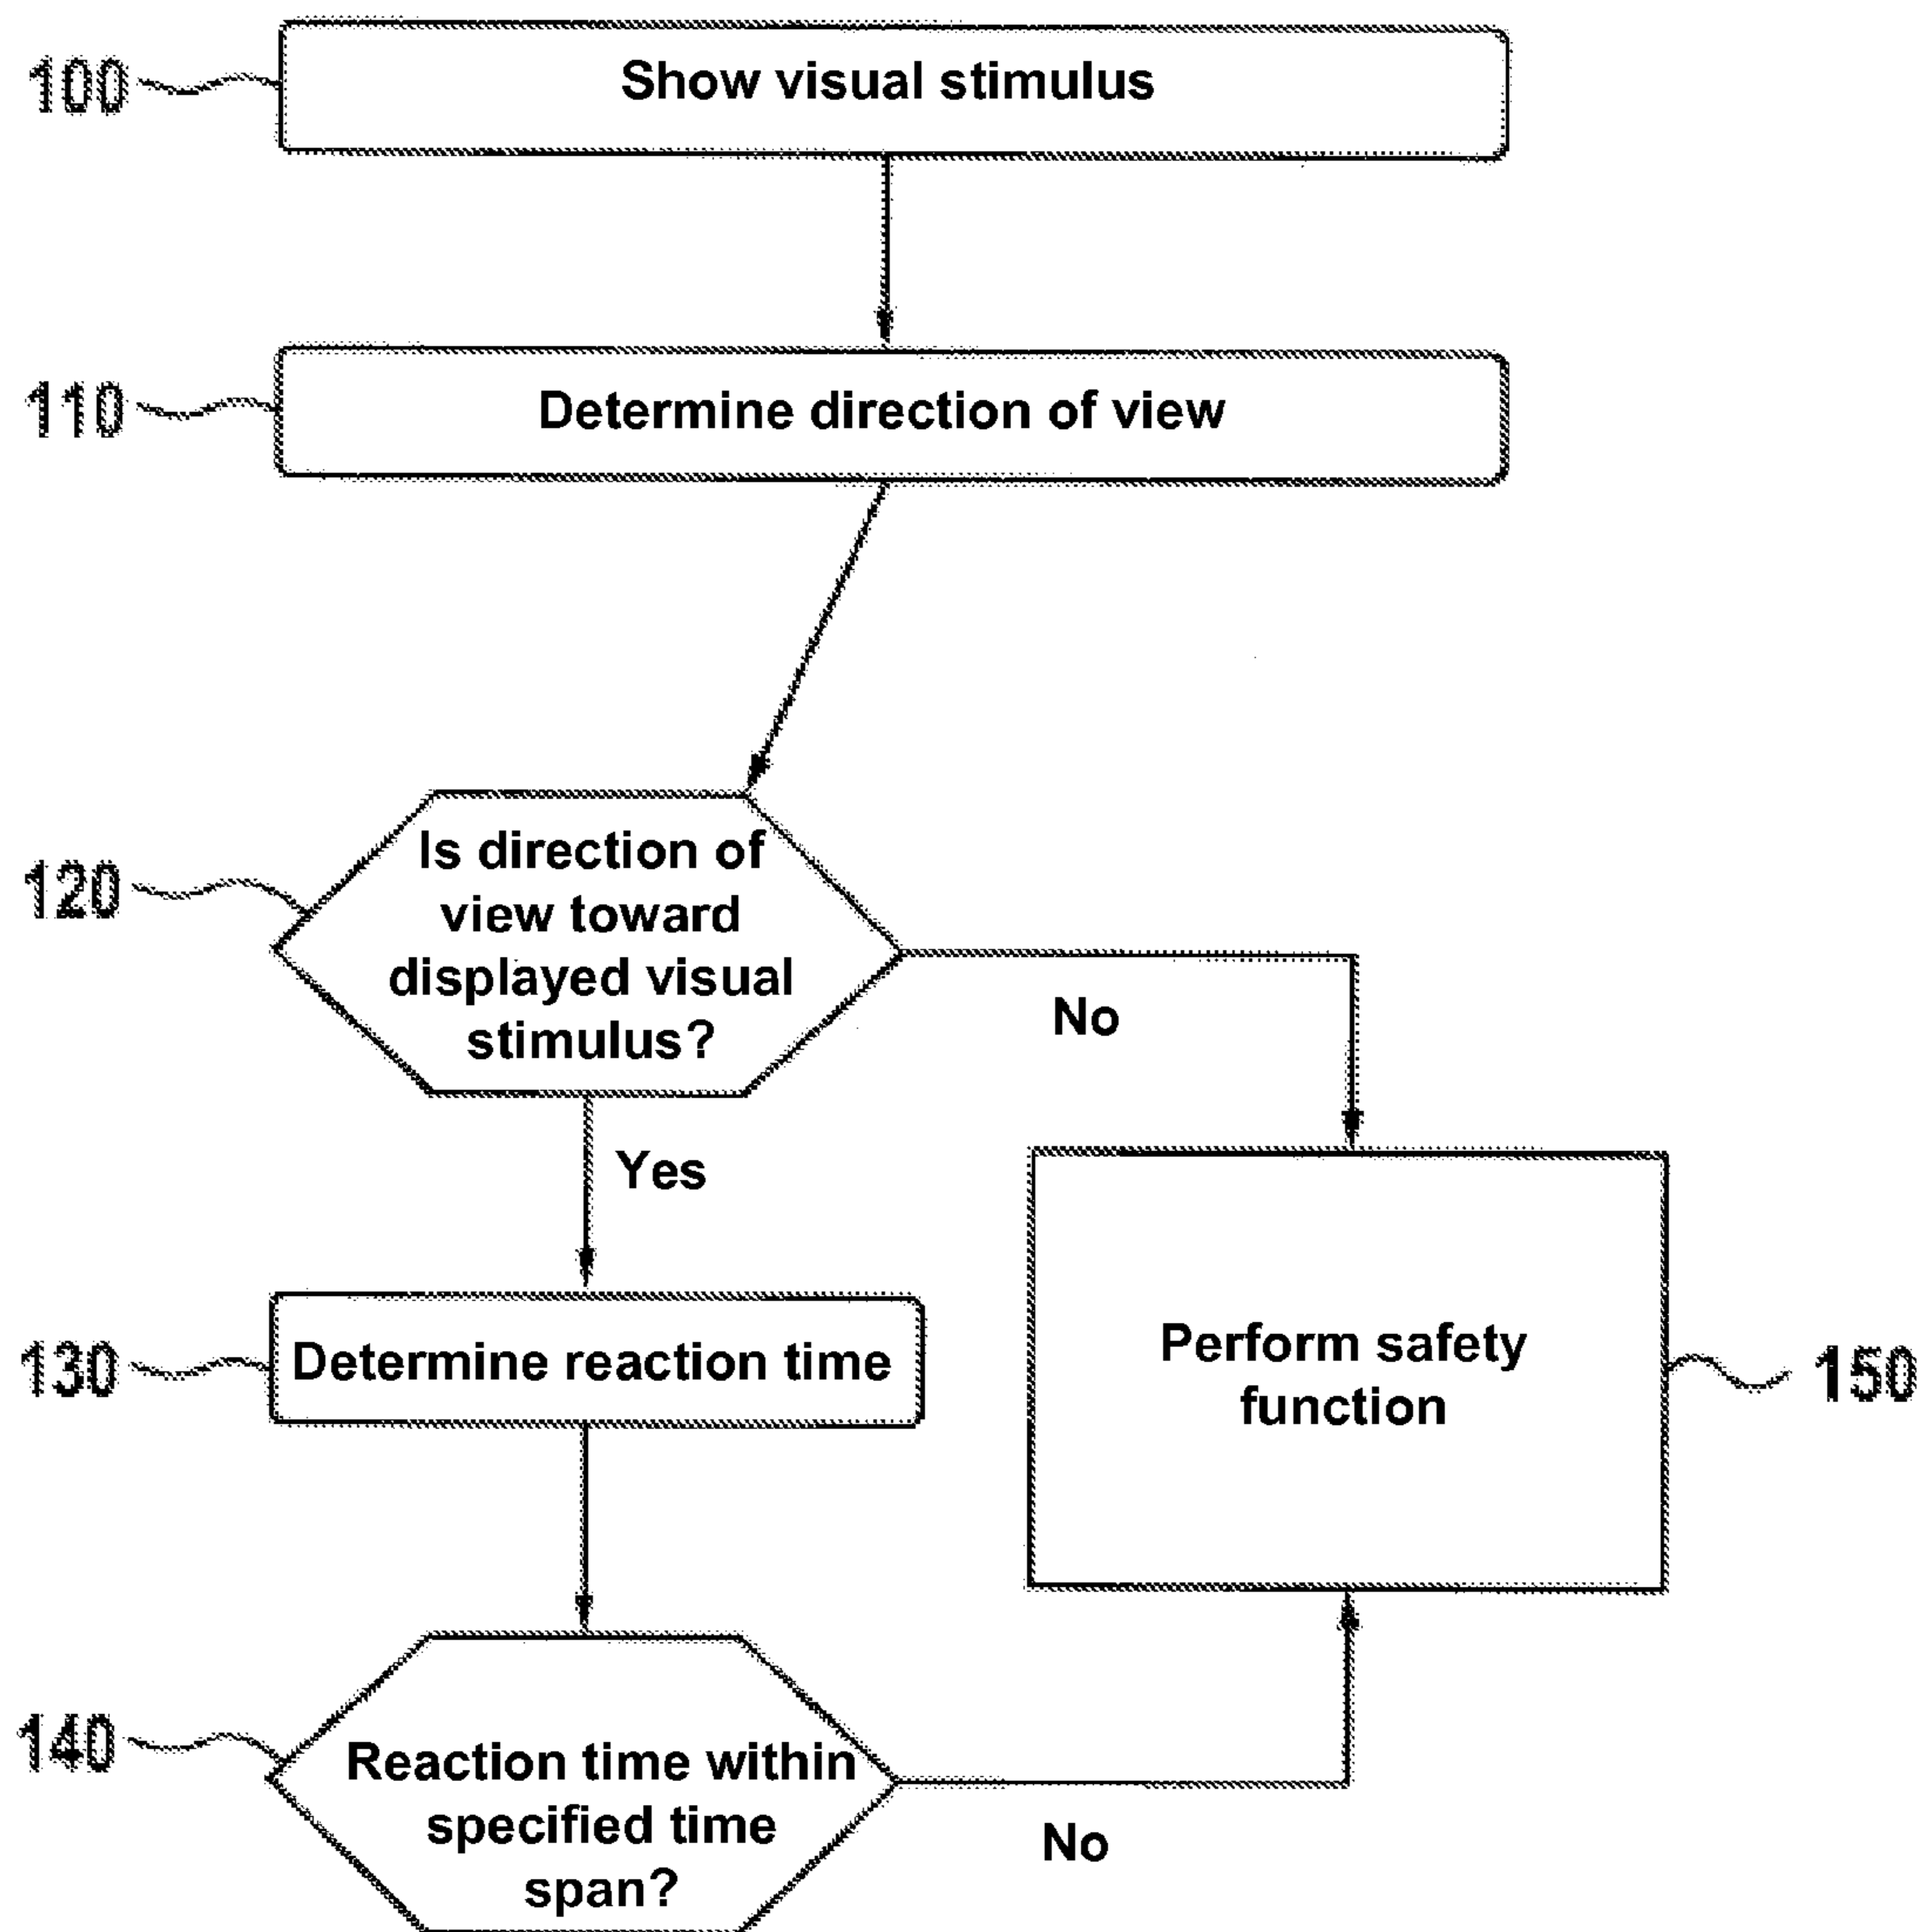 100
Show visual stimulus
110
Determine direction of view
120
Is direction of
view toward
displayed visual
stimulus?
No
Yes
130
Determine reaction time
Perform safety
function
150
140
Reaction time within
specified time
span?
No